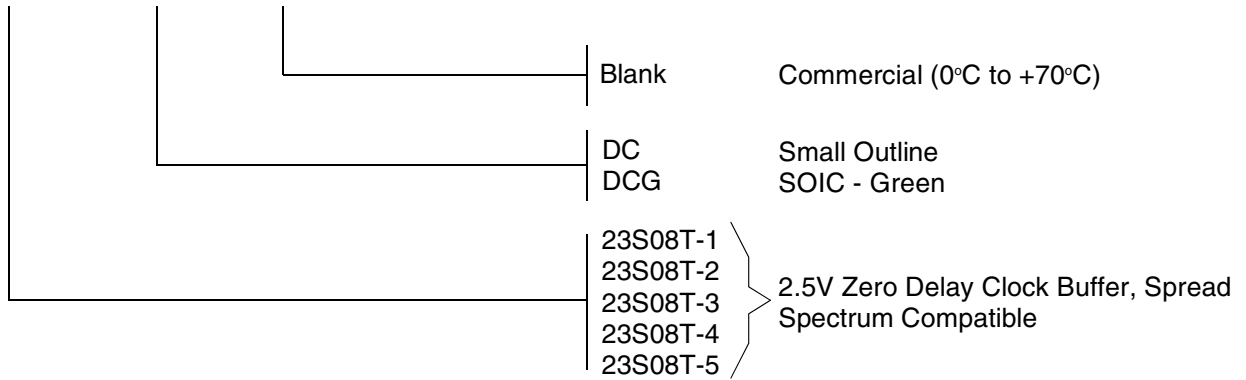 Blank Commercial (0°C to +70°C)
DC Small Outline
DCG SOIC - Green
23S08T-1
23S08T-2
23S08T-3
23S08T-4
23S08T-5
2.5V Zero Delay Clock Buffer, Spread
Spectrum Compatible